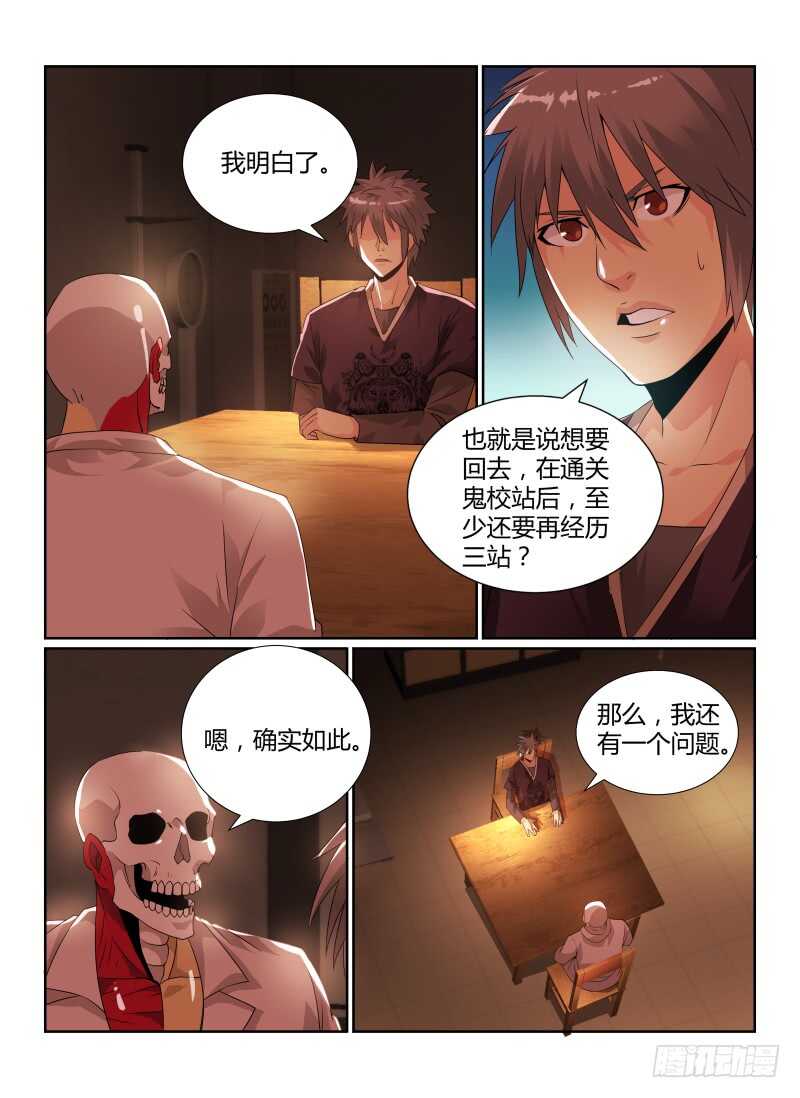 我明白了。
也就是说想要
回去，在通关
鬼校站后，至
少还要再经历
三站？
嗯，确实如此。
那么，我还
有一个问题。
腾讯动漫